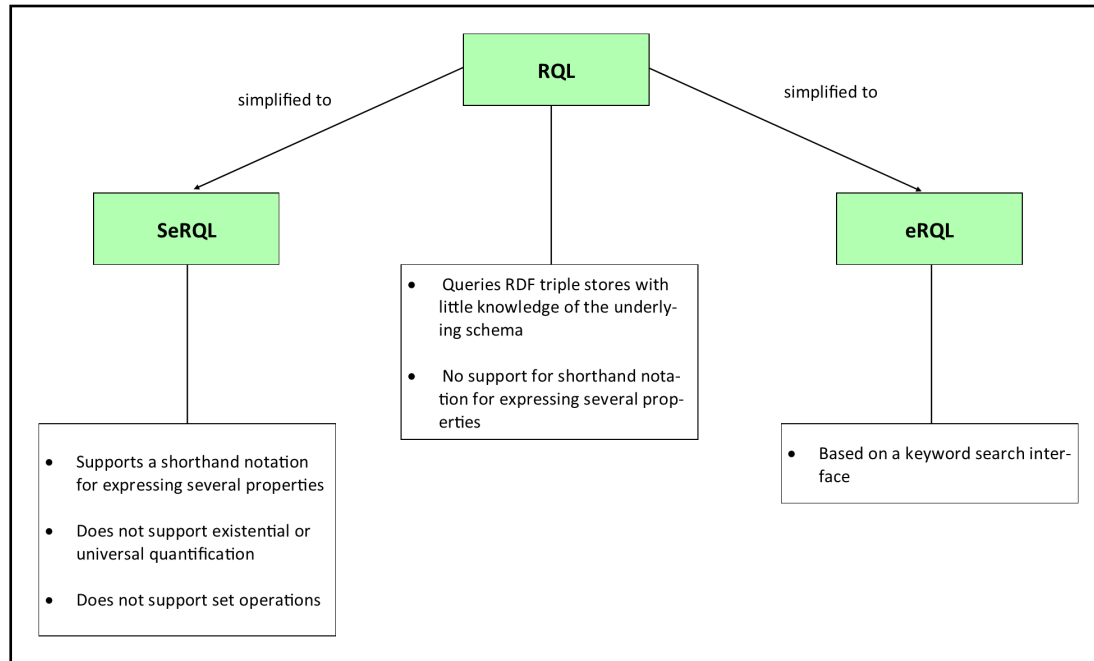 RQL
simplified to
simplified to
SeRQL
eRQL
• Queries RDF triple stores with
little knowledge of the underly-
ing schema
• No support for shorthand nota-
tion for expressing several prop-
erties
• Supports a shorthand notation
for expressing several properties
• Does not support existential or
universal quantification
• Does not support set operations
• Based on a keyword search inter-
face